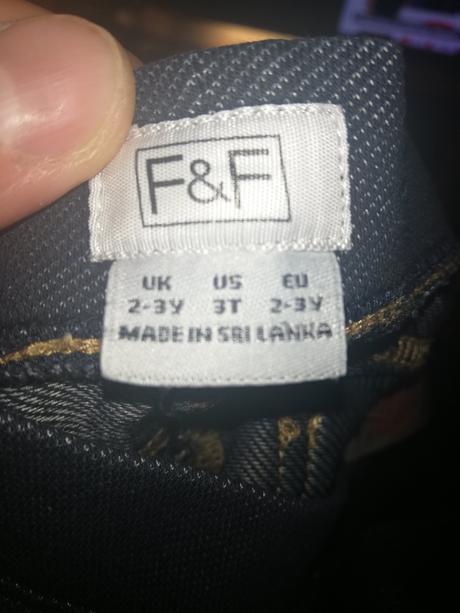 F&F
UK US EU
2-3Y 3T 2-3Y
MADE IN SRI LANKA